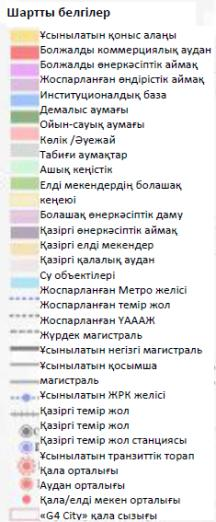 Шартты белгілер
Ұсынылатын қоныс алаңы
Болжалды коммерциялық аудан
Болжалды өнеркәсіптік аймақ
Жоспарланған өндірістік аймақ
Институционалдық база
Демалыс аумағы
Ойын-сауық аумағы
Көлік /Әуежай
Табиғи аумақтар
Ашық кеңістік
Елді мекендердің болашақ
кеңеюі
Болашақ өнеркәсіптік даму
Қазіргі өнеркәсіптік аймақ
Қазіргі елді мекендер
Қазіргі қалалық аудан
Су объектілері
Жоспарланған Метро желісі
Жоспарланған темір жол
Жоспарланған ҮАААЖ
Жүрдек магистраль
Ұсынылатын негізгі магистраль
Ұсынылатын қосымша
магистраль
Ұсынылатын ЖРК желісі
Қазіргі темір жол
Қазіргі темір жол
Қазіргі темір жол станциясы
Ұсынылатын транзиттік торап
Қала орталығы
Аудан орталығы
Қала/елді мекен орталығы
«G4 City» қала сызығы